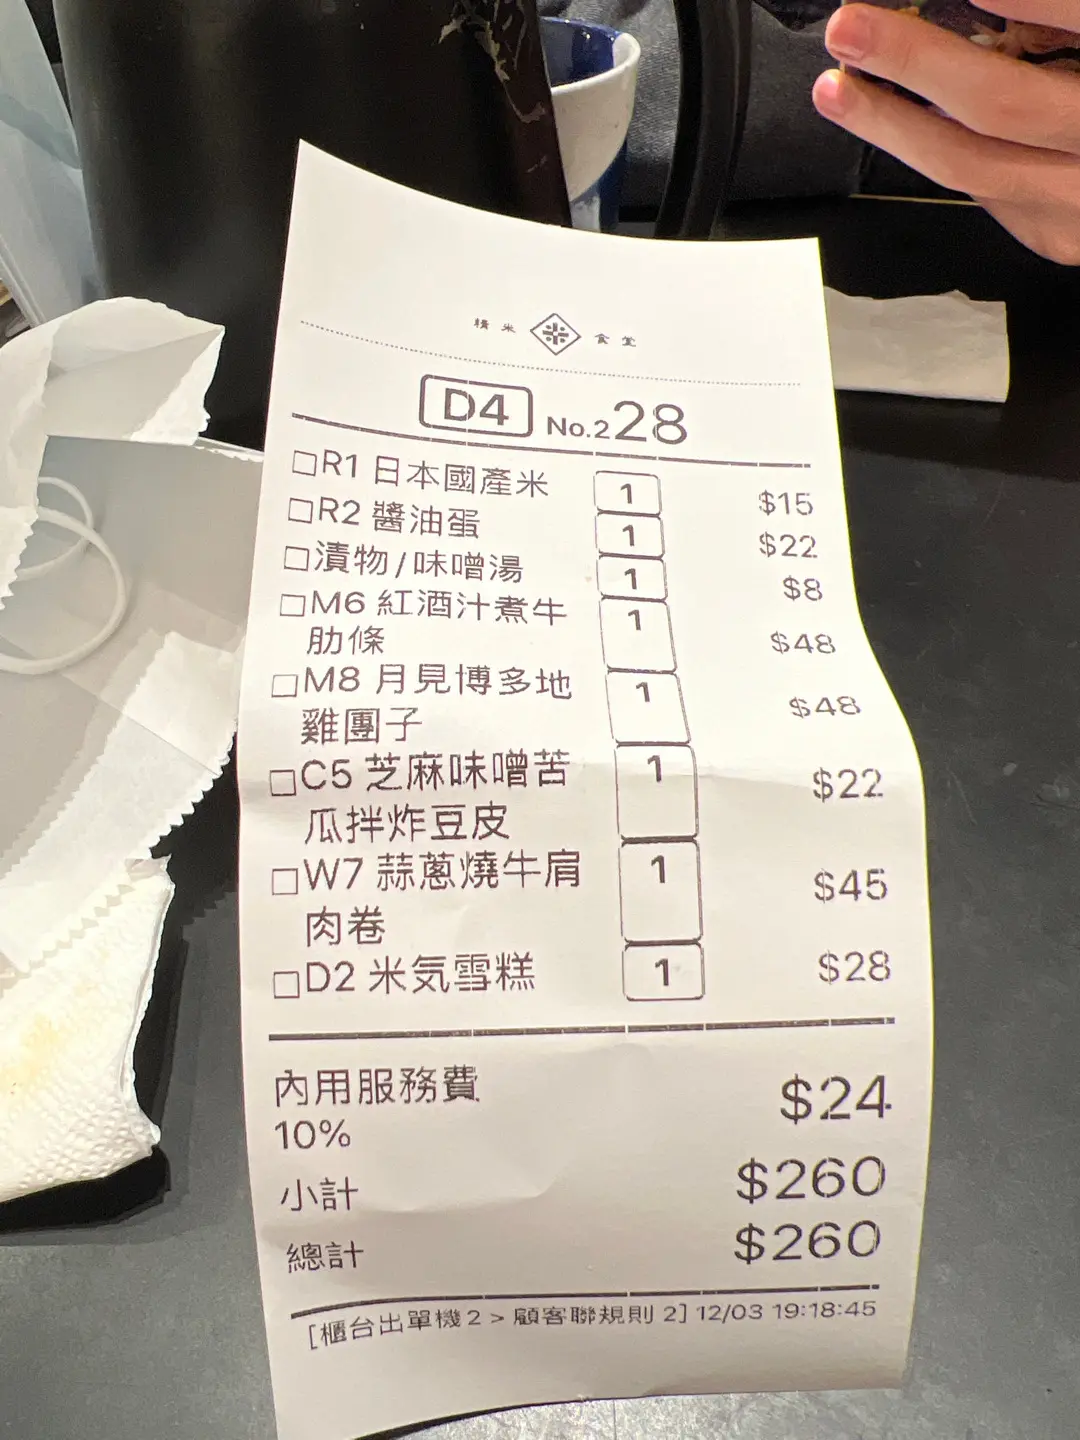 精米 食堂
D4 No.228
□R1 日本國產米 1 $15
□R2 醬油蛋 1 $22
□漬物/味噌湯 1 $8
□M6 紅酒汁煮牛 1 $48
肋條
□M8 月見博多地 1 $48
雞團子
□C5 芝麻味噌苦 1 $22
瓜拌炸豆皮
□W7 蒜蔥燒牛肩 1 $45
肉卷
□D2 米気雪糕 1 $28
內用服務費 $24
10%
小計 $260
總計 $260
[櫃台出單機2 > 顧客聯規則 2] 12/03 19:18:45